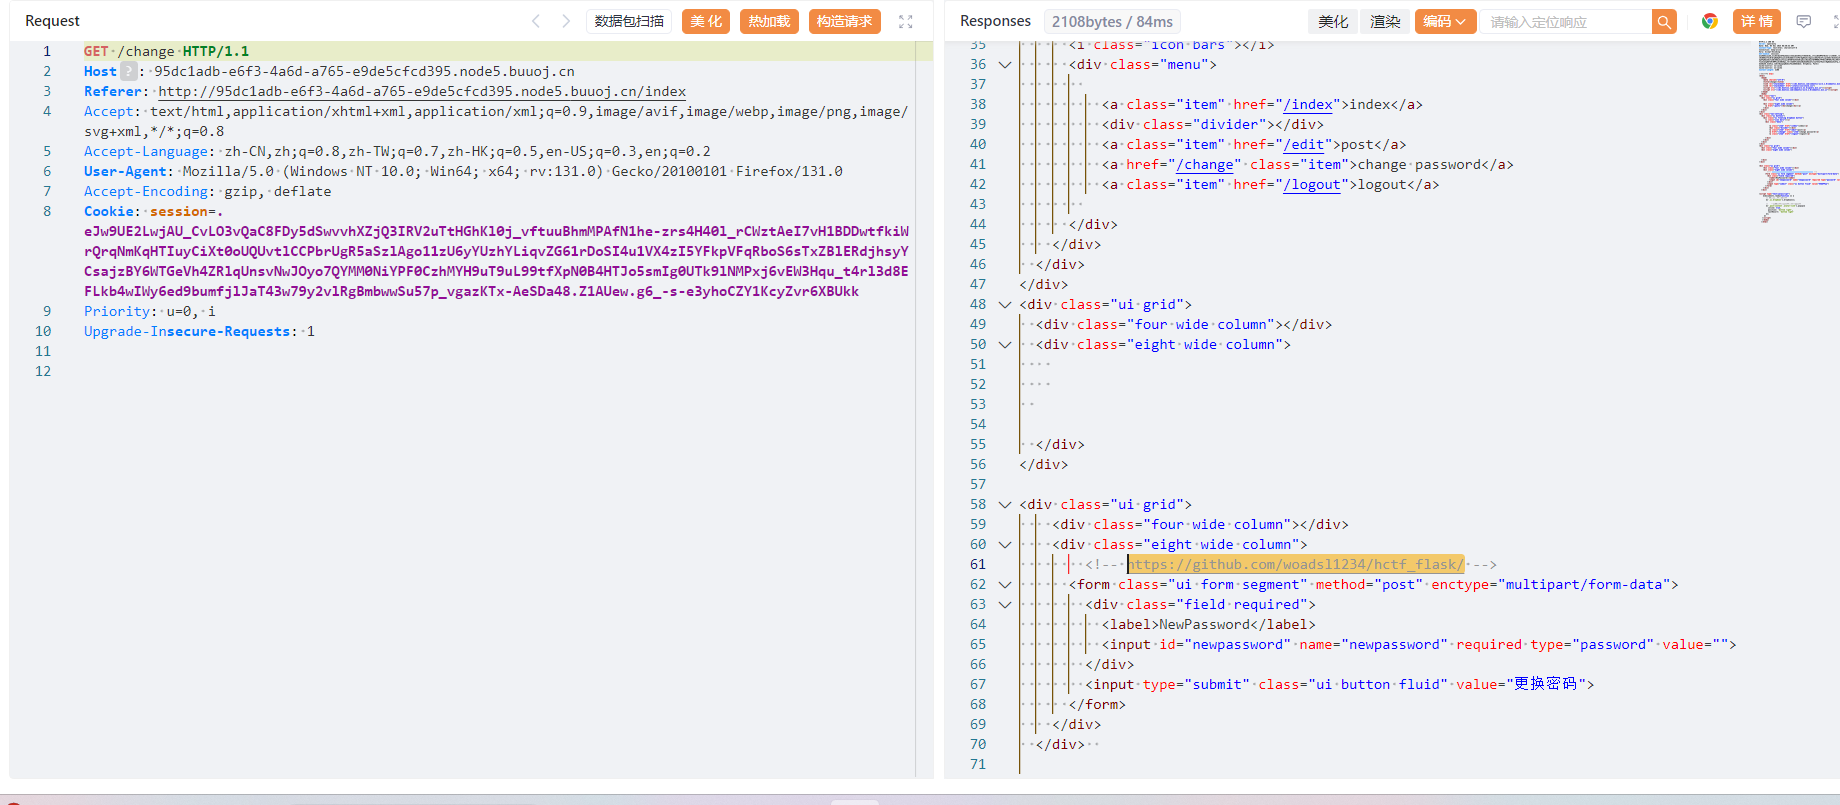 Request
数据包扫描
美 化
热加载
构造请求
1 GET /change HTTP/1.1
2 Host ? : 95dc1adb-e6f3-4a6d-a765-e9de5cfcd395.node5.buuoj.cn
3 Referer: http://95dc1adb-e6f3-4a6d-a765-e9de5cfcd395.node5.buuoj.cn/index
4 Accept: text/html,application/xhtml+xml,application/xml;q=0.9,image/avif,image/webp,image/png,image/
svg+xml,*/*;q=0.8
5 Accept-Language: zh-CN,zh;q=0.8,zh-TW;q=0.7,zh-HK;q=0.5,en-US;q=0.3,en;q=0.2
6 User-Agent: Mozilla/5.0 (Windows NT 10.0; Win64; x64; rv:131.0) Gecko/20100101 Firefox/131.0
7 Accept-Encoding: gzip, deflate
8 Cookie: session=.
eJw9UE2LwjAU_CvLO3vQaC8FDy5dSwvvhXZjQ3IRV2uTtHGhKl0j_vftuuBhmMPAfN1he-zrs4H40l_rCWztAeI7vH1BDDwtfkiW
rQrqNmKqHTIuyCiXt0oUQUvtlCCPbrUgR5aSzlAgo11zU6yYUzhYLiqvZG61rDoSI4u1VX4zI5YFkpVFqRboS6sTxZBlERdjhsyY
CsajzBY6WTGeVh4ZRlqUnsvNwJOyo7QYMM0NiYPF0CzhMYH9uT9uL99tfXpN0B4HTJo5smIg0UTk9lNMPxj6vEW3Hqu_t4rl3d8E
FLkb4wIWy6ed9bumfjlJaT43w79y2vlRgBmbwwSu57p_vgazKTx-AeSDa48.Z1AUew.g6_-s-e3yhoCZY1KcyZvr6XBUkk
9 Priority: u=0, i
10 Upgrade-Insecure-Requests: 1
11
12
Responses
2108bytes / 84ms
美化
渲染
编码
请输入定位响应
详 情
35 <i class="icon bars"></i>
36 <div class="menu">
37
38 <a class="item" href="/index">index</a>
39 <div class="divider"></div>
40 <a class="item" href="/edit">post</a>
41 <a href="/change" class="item">change password</a>
42 <a class="item" href="/logout">logout</a>
43
44 </div>
45 </div>
46 </div>
47 </div>
48 <div class="ui grid">
49 <div class="four wide column"></div>
50 <div class="eight wide column">
51
52
53
54
55 </div>
56 </div>
57
58 <div class="ui grid">
59 <div class="four wide column"></div>
60 <div class="eight wide column">
61 <!-- https://github.com/woadsl1234/hctf_flask/ -->
62 <form class="ui form segment" method="post" enctype="multipart/form-data">
63 <div class="field required">
64 <label>NewPassword</label>
65 <input id="newpassword" name="newpassword" required type="password" value="">
66 </div>
67 <input type="submit" class="ui button fluid" value="更换密码">
68 </form>
69 </div>
70 </div>
71